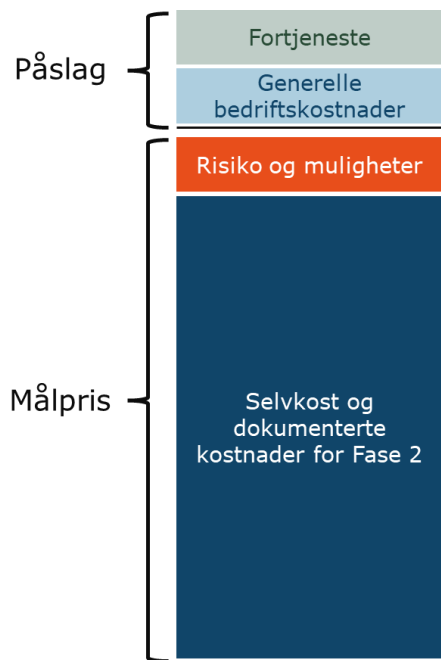 Påslag
Fortjeneste
Generelle
bedriftskostnader
Målpris
Risiko og muligheter
Selvkost og
dokumenterte
kostnader for Fase 2